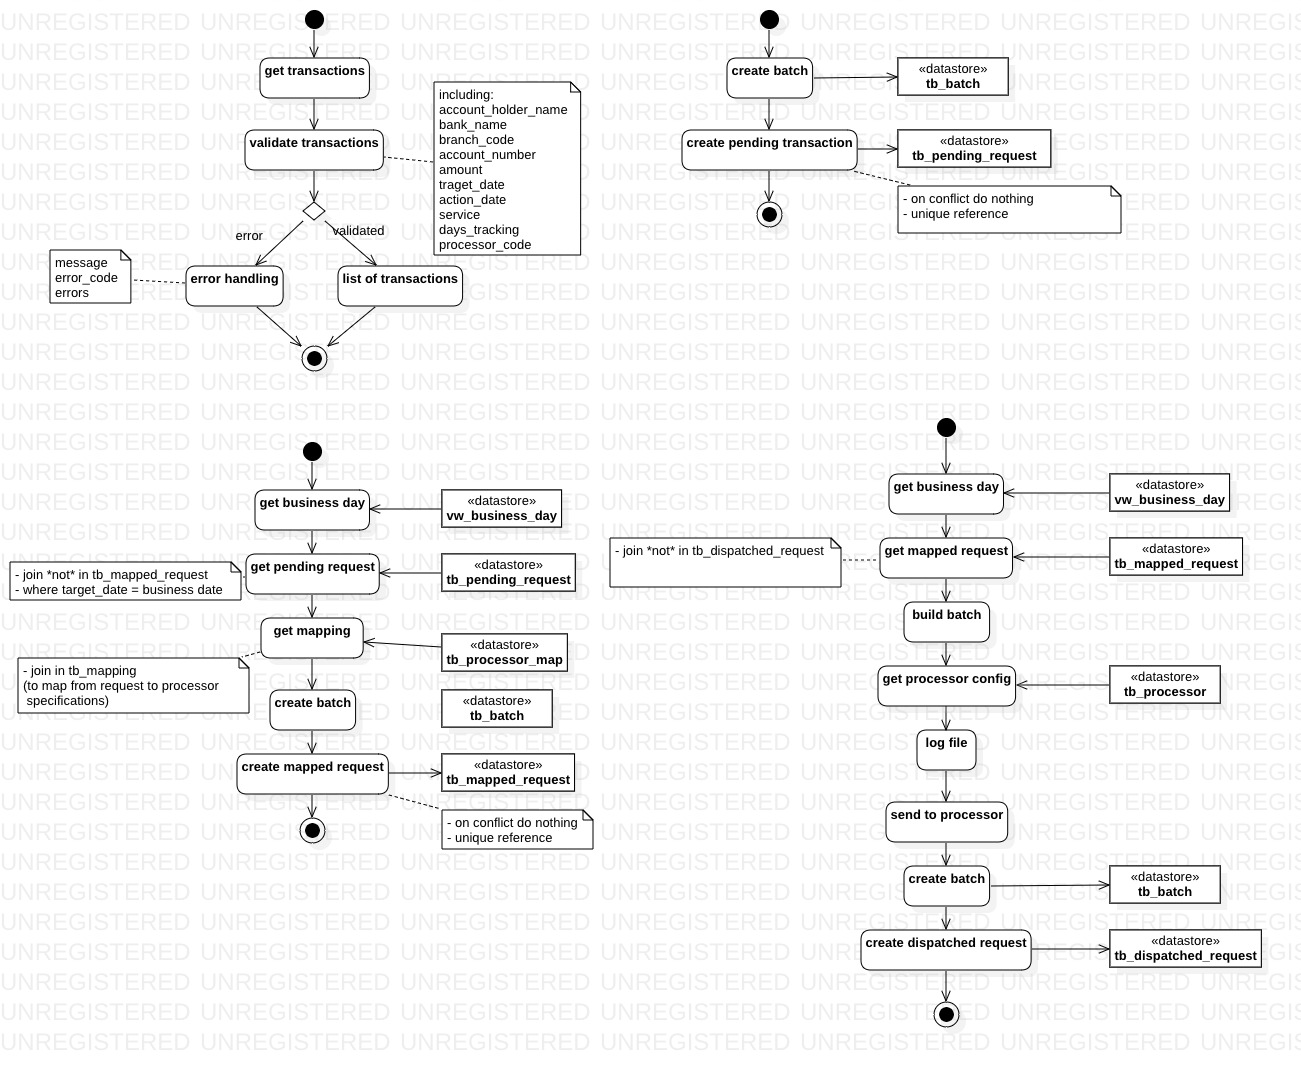 get transactions
validate transactions
including:
account_holder_name
bank_name
branch_code
account_number
amount
traget_date
action_date
service
days_tracking
processor_code
error
validated
message
error_code
errors
error handling
list of transactions
create batch
«datastore»
tb_batch
create pending transaction
«datastore»
tb_pending_request
- on conflict do nothing
- unique reference
get business day
«datastore»
vw_business_day
- join *not* in tb_mapped_request
- where target_date = business date
get pending request
«datastore»
tb_pending_request
get mapping
«datastore»
tb_processor_map
- join in tb_mapping
(to map from request to processor
specifications)
create batch
«datastore»
tb_batch
create mapped request
«datastore»
tb_mapped_request
- on conflict do nothing
- unique reference
get business day
«datastore»
vw_business_day
- join *not* in tb_dispatched_request
get mapped request
«datastore»
tb_mapped_request
build batch
get processor config
«datastore»
tb_processor
log file
send to processor
create batch
«datastore»
tb_batch
create dispatched request
«datastore»
tb_dispatched_request
UNREGISTERED